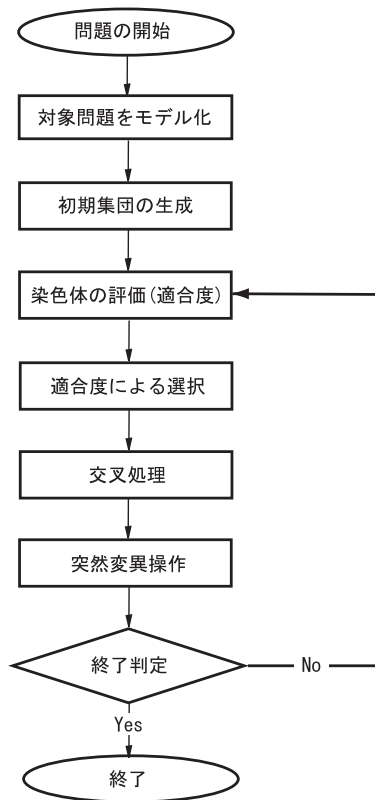 問題の開始
対象問題をモデル化
初期集団の生成
染色体の評価(適合度)
適合度による選択
交叉処理
突然変異操作
終了判定
No
Yes
終了